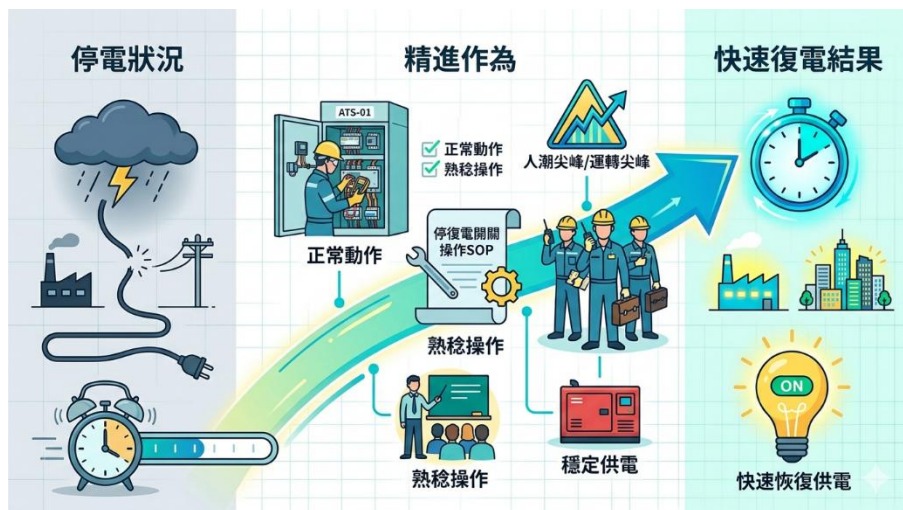 停電狀況
精進作為
快速復電結果
ATS-01
正常動作
熟稔操作
正常動作
人潮尖峰/運轉尖峰
停復電開關
操作SOP
熟稔操作
熟稔操作
穩定供電
ON
快速恢復供電